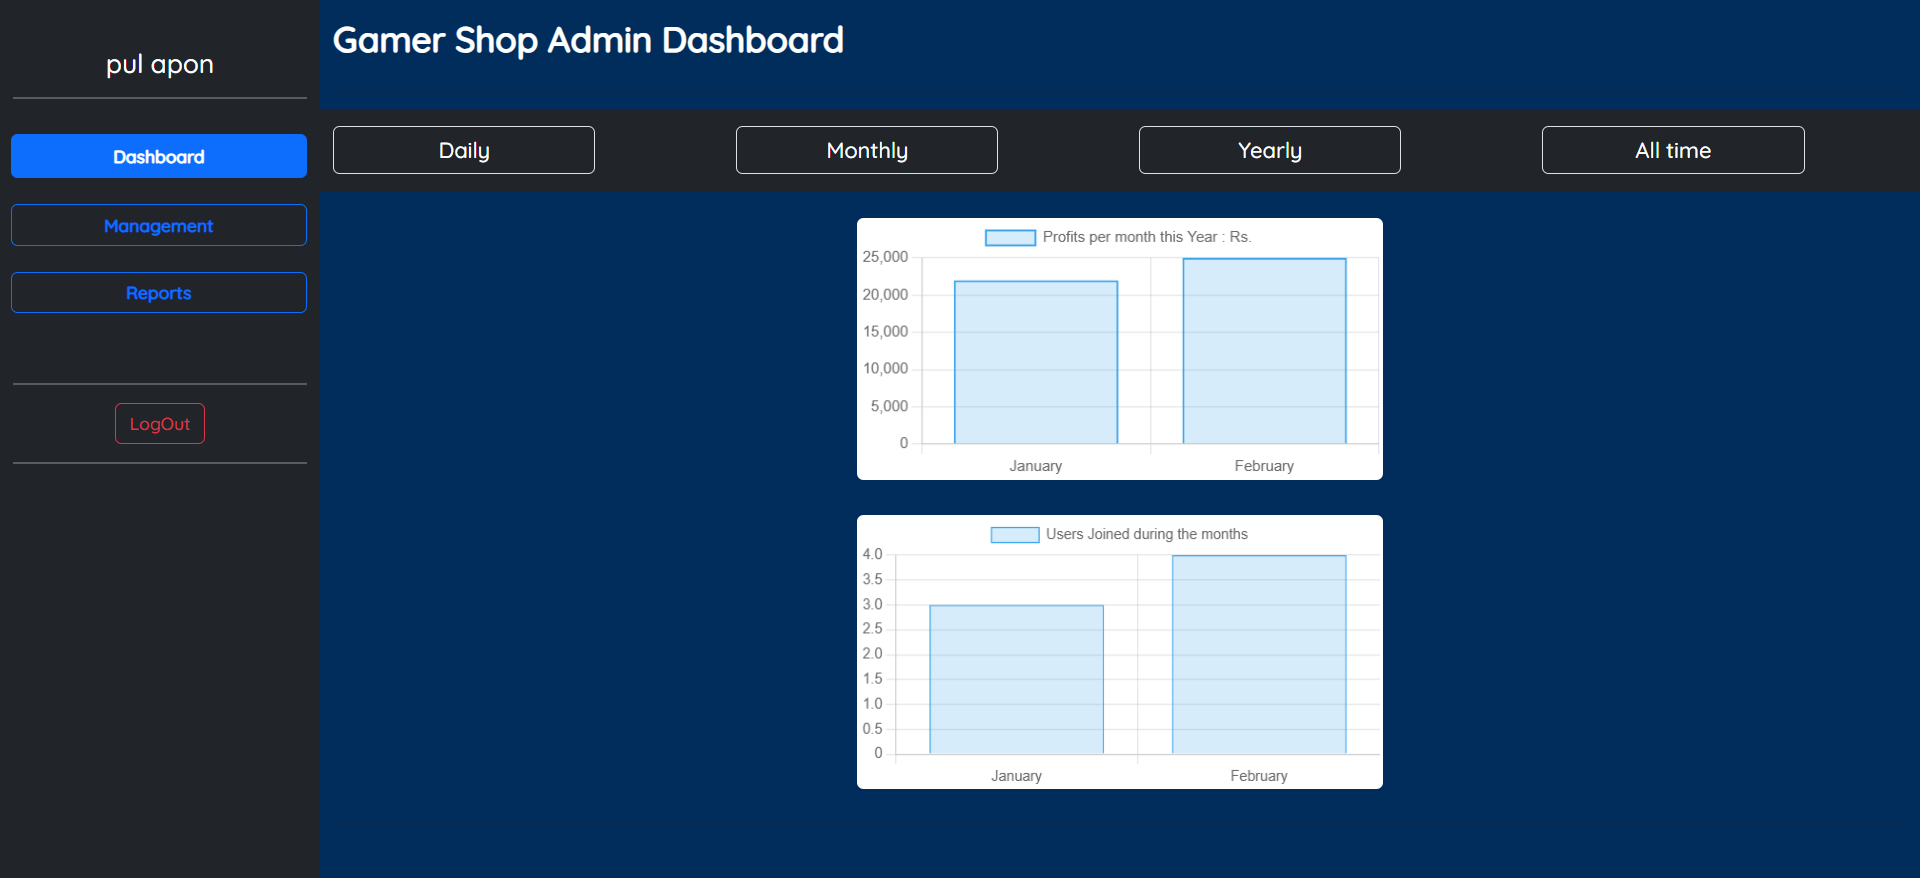 pul apon
Dashboard
Management
Reports
LogOut
Gamer Shop Admin Dashboard
Daily Monthly Yearly All time
Profits per month this Year : Rs.
25,000
20,000
15,000
10,000
5,000
0
January February
Users Joined during the months
4.0
3.5
3.0
2.5
2.0
1.5
1.0
0.5
0
January February